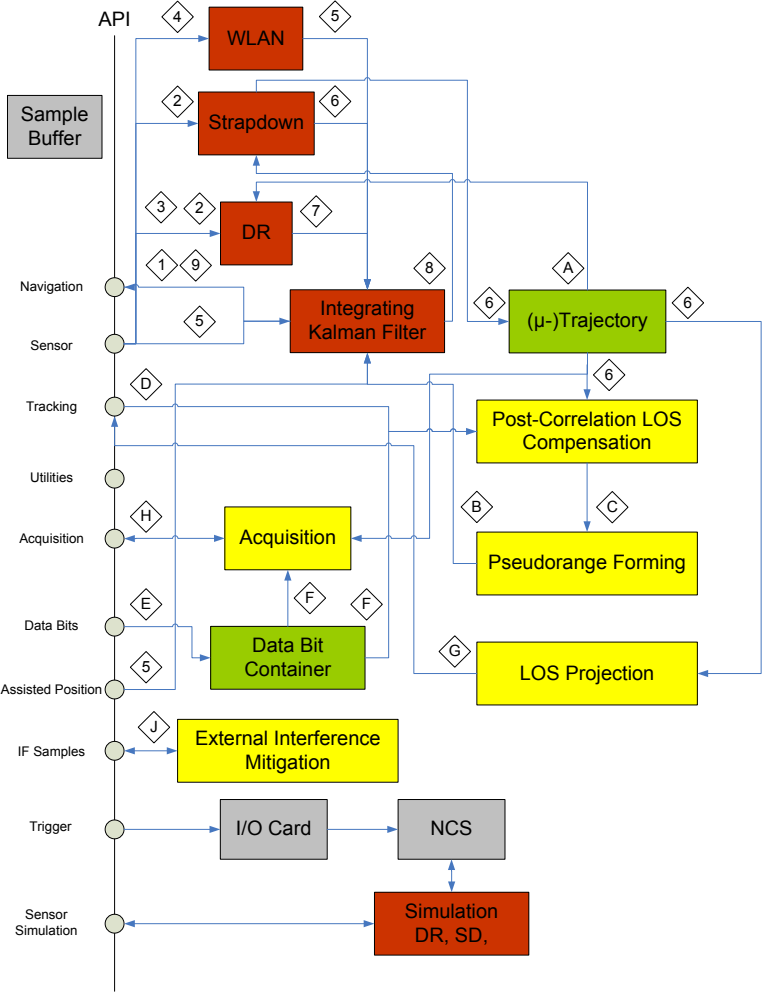 API
4
5
WLAN
Sample
Buffer
2
6
Strapdown
3
2
7
DR
1
9
8
A
Navigation
6
6
Integrating
Kalman Filter
(μ-)Trajectory
5
Sensor
D
6
Tracking
Post-Correlation LOS
Compensation
Utilities
H
B
C
Acquisition
Acquisition
Pseudorange Forming
E
F
F
Data Bits
Data Bit
Container
G
5
Assisted Position
LOS Projection
J
IF Samples
External Interference
Mitigation
Trigger
I/O Card
NCS
Sensor
Simulation
Simulation
DR, SD,